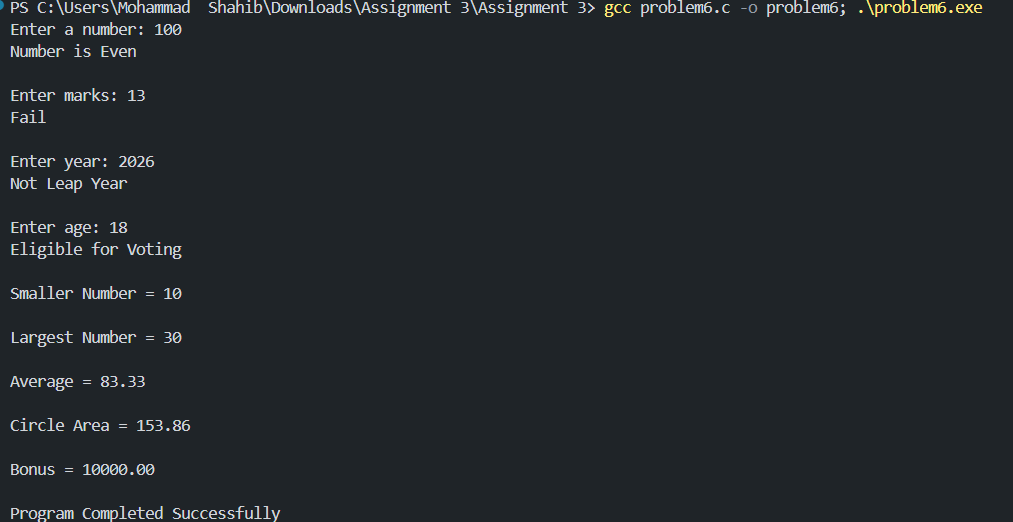 PS C:\Users\Mohammad  Shahib\Downloads\Assignment 3\Assignment 3> gcc problem6.c -o problem6; .\problem6.exe
Enter a number: 100
Number is Even
Enter marks: 13
Fail
Enter year: 2026
Not Leap Year
Enter age: 18
Eligible for Voting
Smaller Number = 10
Largest Number = 30
Average = 83.33
Circle Area = 153.86
Bonus = 10000.00
Program Completed Successfully